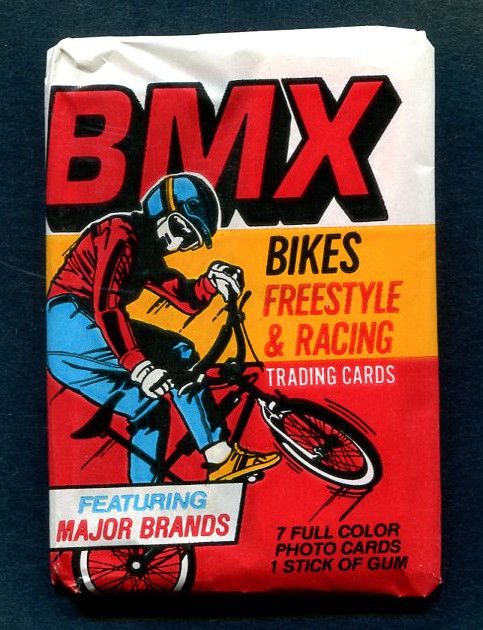 BMX
BIKES
FREESTYLE
& RACING
TRADING CARDS
FEATURING
MAJOR BRANDS
7 FULL COLOR
PHOTO CARDS
1 STICK OF GUM